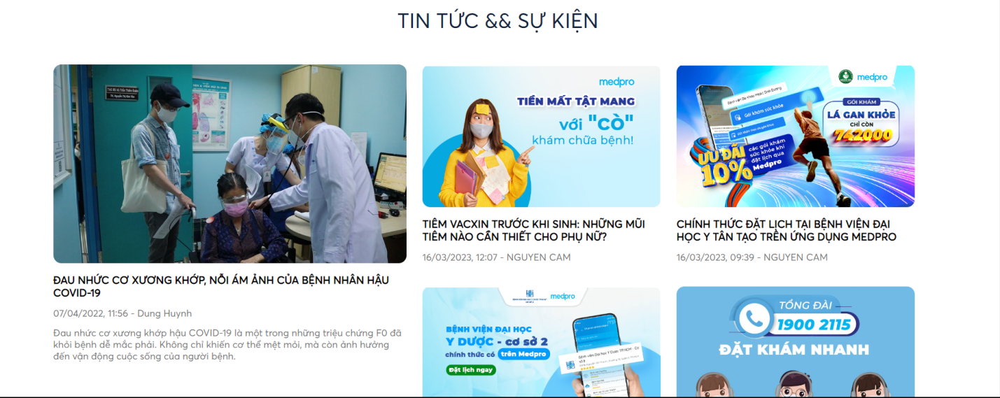 TIN TỨC && SỰ KIỆN
ĐAU NHỨC CƠ XƯƠNG KHỚP, NỖI ÁM ẢNH CỦA BỆNH NHÂN HẬU
COVID-19
07/04/2022, 11:56 - Dung Huynh
Đau nhức cơ xương khớp hậu COVID-19 là một trong những triệu chứng F0 đã
khỏi bệnh dễ mắc phải. Không chỉ khiến cơ thể mệt mỏi, mà còn ảnh hưởng
đến vận động cuộc sống của người bệnh.
medpro
TIỀN MẤT TẬT MANG
với "CÒ"
khám chữa bệnh!
TIÊM VACXIN TRƯỚC KHI SINH: NHỮNG MŨI
TIÊM NÀO CẦN THIẾT CHO PHỤ NỮ?
16/03/2023, 12:07 - NGUYEN CAM
medpro
GÓI KHÁM
LÁ GAN KHỎE
CHỈ CÒN
742000
Gói khám sức khỏe
ƯU ĐÃI
10%
các gói khám
sức khỏe khi
đặt lịch qua
Medpro
CHÍNH THỨC ĐẶT LỊCH TẠI BỆNH VIỆN ĐẠI
HỌC Y TÂN TẠO TRÊN ỨNG DỤNG MEDPRO
16/03/2023, 09:39 - NGUYEN CAM
medpro
BỆNH VIỆN ĐẠI HỌC
Y DƯỢC - cơ sở 2
chính thức có trên Medpro
Đặt lịch ngay
TỔNG ĐÀI
1900 2115
ĐẶT KHÁM NHANH